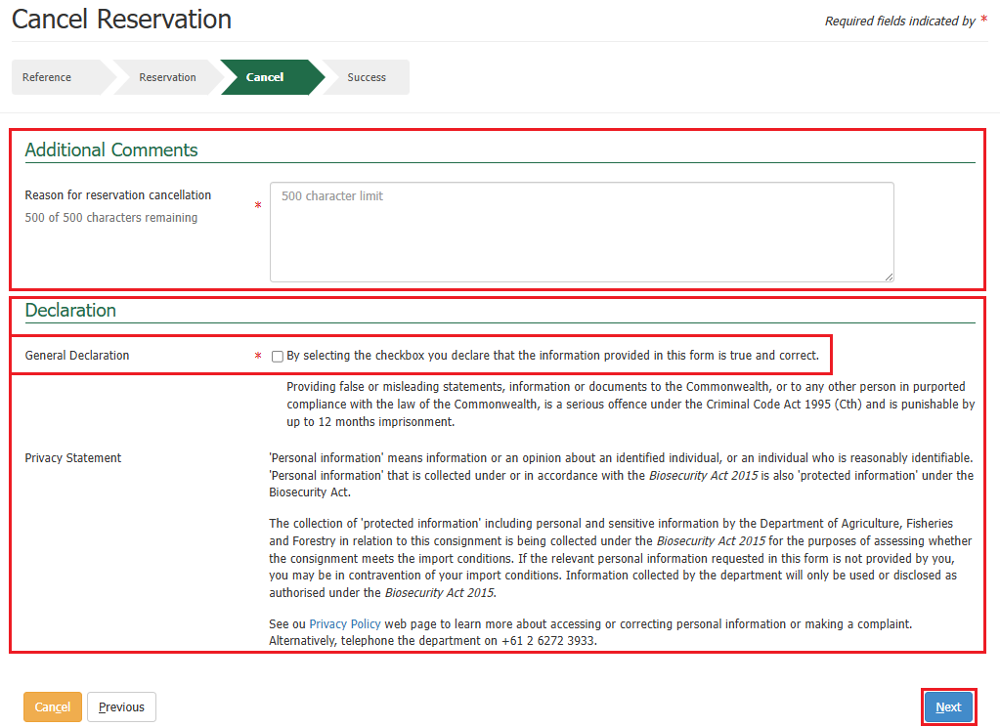 Cancel Reservation
Required fields indicated by *
Reference
Reservation
Cancel
Success
Additional Comments
Reason for reservation cancellation
500 of 500 characters remaining
*
500 character limit
Declaration
General Declaration
* By selecting the checkbox you declare that the information provided in this form is true and correct.
Providing false or misleading statements, information or documents to the Commonwealth, or to any other person in purported
compliance with the law of the Commonwealth, is a serious offence under the Criminal Code Act 1995 (Cth) and is punishable by
up to 12 months imprisonment.
Privacy Statement
'Personal information' means information or an opinion about an identified individual, or an individual who is reasonably identifiable.
'Personal information' that is collected under or in accordance with the Biosecurity Act 2015 is also 'protected information' under the
Biosecurity Act.
The collection of 'protected information' including personal and sensitive information by the Department of Agriculture, Fisheries
and Forestry in relation to this consignment is being collected under the Biosecurity Act 2015 for the purposes of assessing whether
the consignment meets the import conditions. If the relevant personal information requested in this form is not provided by you,
you may be in contravention of your import conditions. Information collected by the department will only be used or disclosed as
authorised under the Biosecurity Act 2015.
See ou Privacy Policy web page to learn more about accessing or correcting personal information or making a complaint.
Alternatively, telephone the department on +61 2 6272 3933.
Cancel
Previous
Next